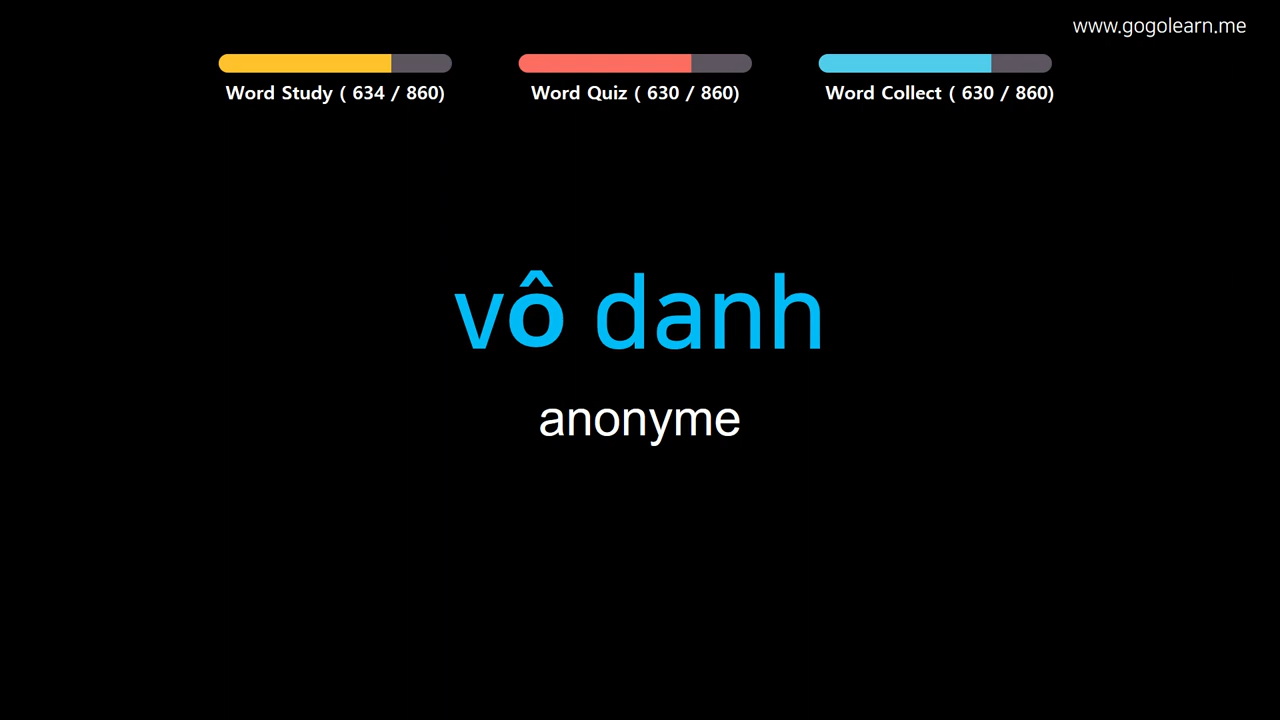 www.gogolearn.me
Word Study ( 634 / 860)
Word Quiz ( 630 / 860)
Word Collect ( 630 / 860)
vô danh
anonyme